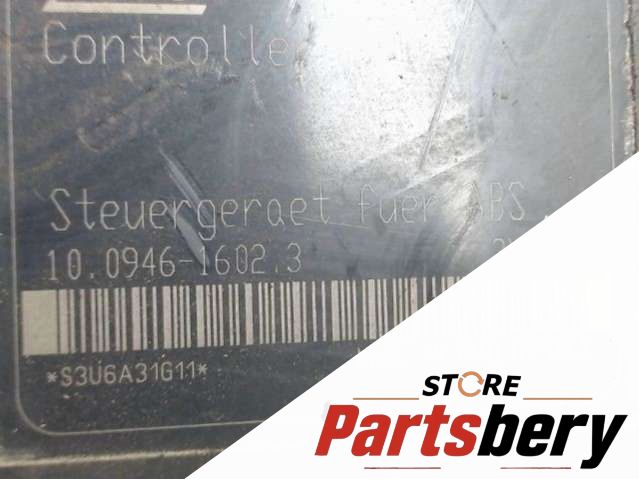 Controlle
Steuergeraet fuer ABS
10.0946-1602.3
*S3U6A31G11*
STORE
Partsbery